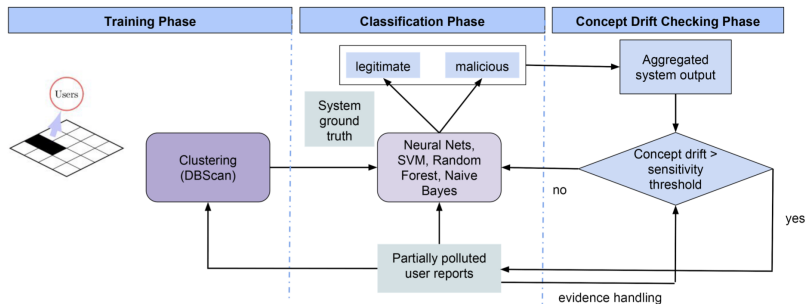 Training Phase
Classification Phase
Concept Drift Checking Phase
Users
legitimate
malicious
Aggregated
system output
System
ground
truth
Clustering
(DBScan)
Neural Nets,
SVM, Random
Forest, Naive
Bayes
Concept drift >
sensitivity
threshold
no
yes
Partially polluted
user reports
evidence handling